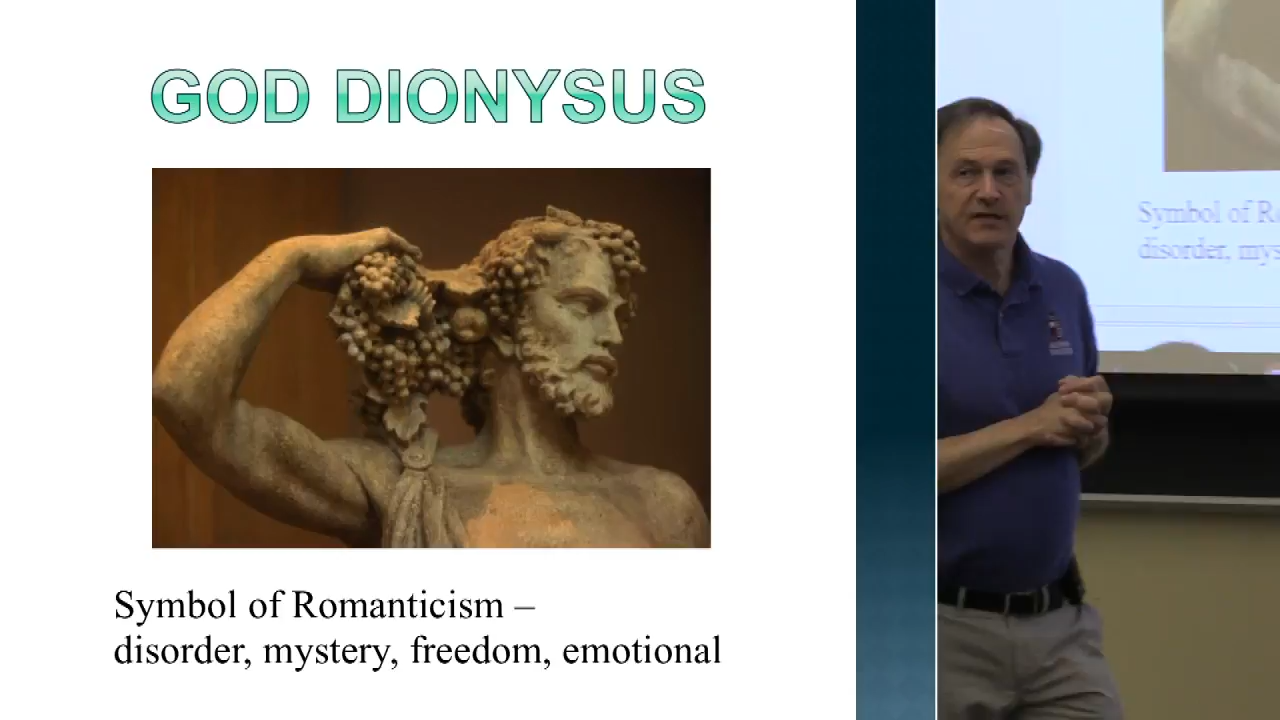 GOD DIONYSUS
Symbol of Romanticism –
disorder, mystery, freedom, emotional
Symbol of R
disorder, mys